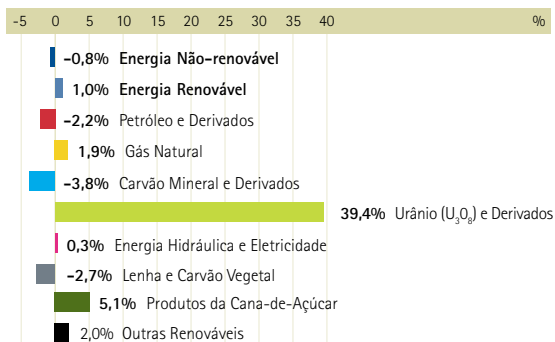 -5 0 5 10 15 20 25 30 35 40 %
-0,8% Energia Não-renovável
1,0% Energia Renovável
-2,2% Petróleo e Derivados
1,9% Gás Natural
-3,8% Carvão Mineral e Derivados
39,4% Urânio (U₃O₈) e Derivados
0,3% Energia Hidráulica e Eletricidade
-2,7% Lenha e Carvão Vegetal
5,1% Produtos da Cana-de-Açúcar
2,0% Outras Renováveis